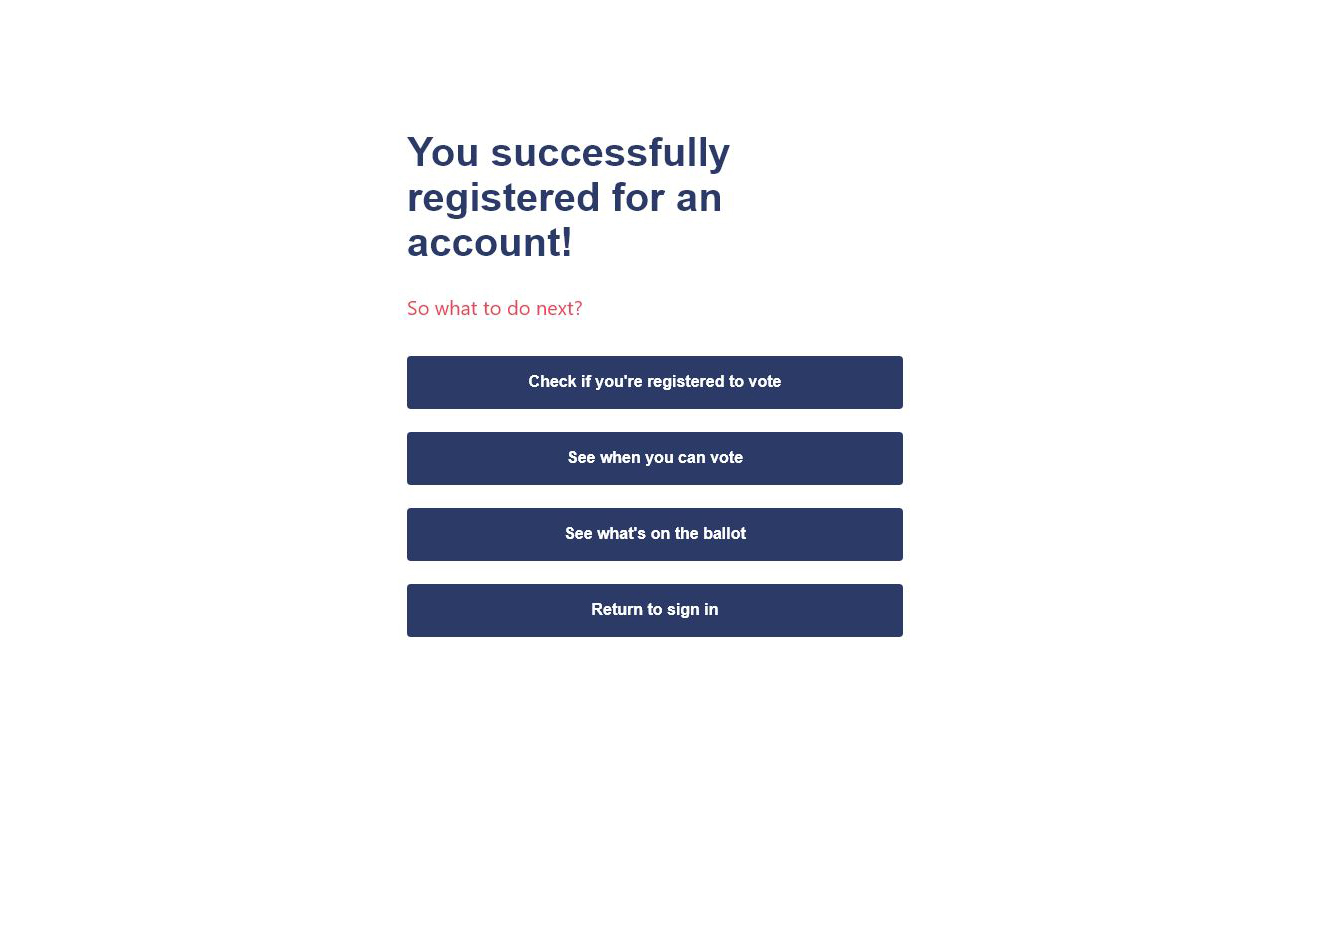 You successfully
registered for an
account!
So what to do next?
Check if you're registered to vote
See when you can vote
See what's on the ballot
Return to sign in